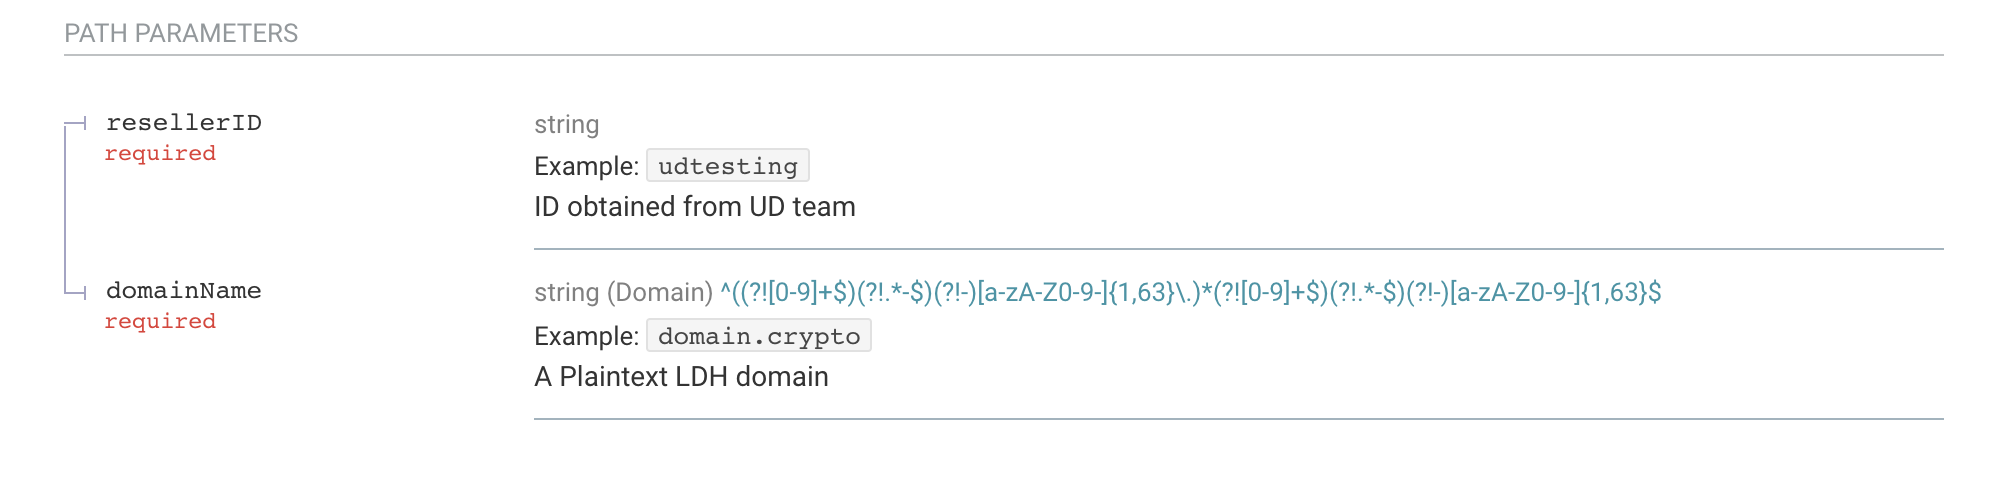 PATH PARAMETERS
resellerID
required
string
Example: udtesting
ID obtained from UD team
domainName
required
string (Domain) ^((?![0-9]+$)(?!.*-$)(?!-)[a-zA-Z0-9-]{1,63}\.)*(?![0-9]+$)(?!.*-$)(?!-)[a-zA-Z0-9-]{1,63}$
Example: domain.crypto
A Plaintext LDH domain